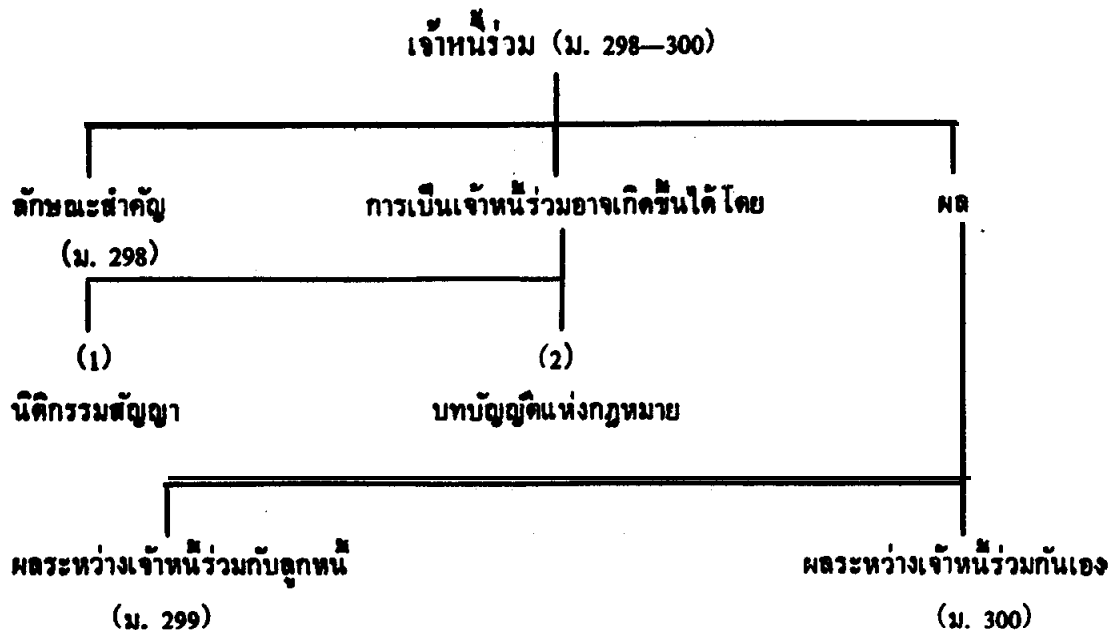 เจ้าหนี้ร่วม (ม. 298—300)
ลักษณะสำคัญ
(ม. 298)
การเป็นเจ้าหนี้ร่วมอาจเกิดขึ้นได้โดย
ผล
(1)
นิติกรรมสัญญา
(2)
บทบัญญัติแห่งกฎหมาย
ผลระหว่างเจ้าหนี้ร่วมกับลูกหนี้
(ม. 299)
ผลระหว่างเจ้าหนี้ร่วมกันเอง
(ม. 300)